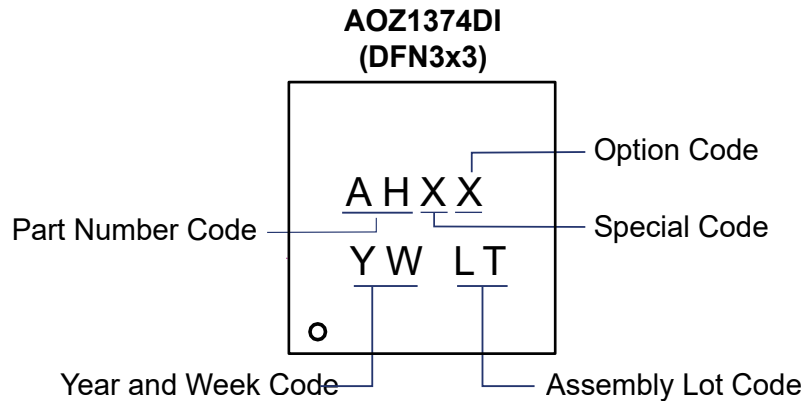 AOZ1374DI
(DFN3x3)
Option Code
A H X X
Part Number Code
Special Code
Y W L T
Year and Week Code
Assembly Lot Code